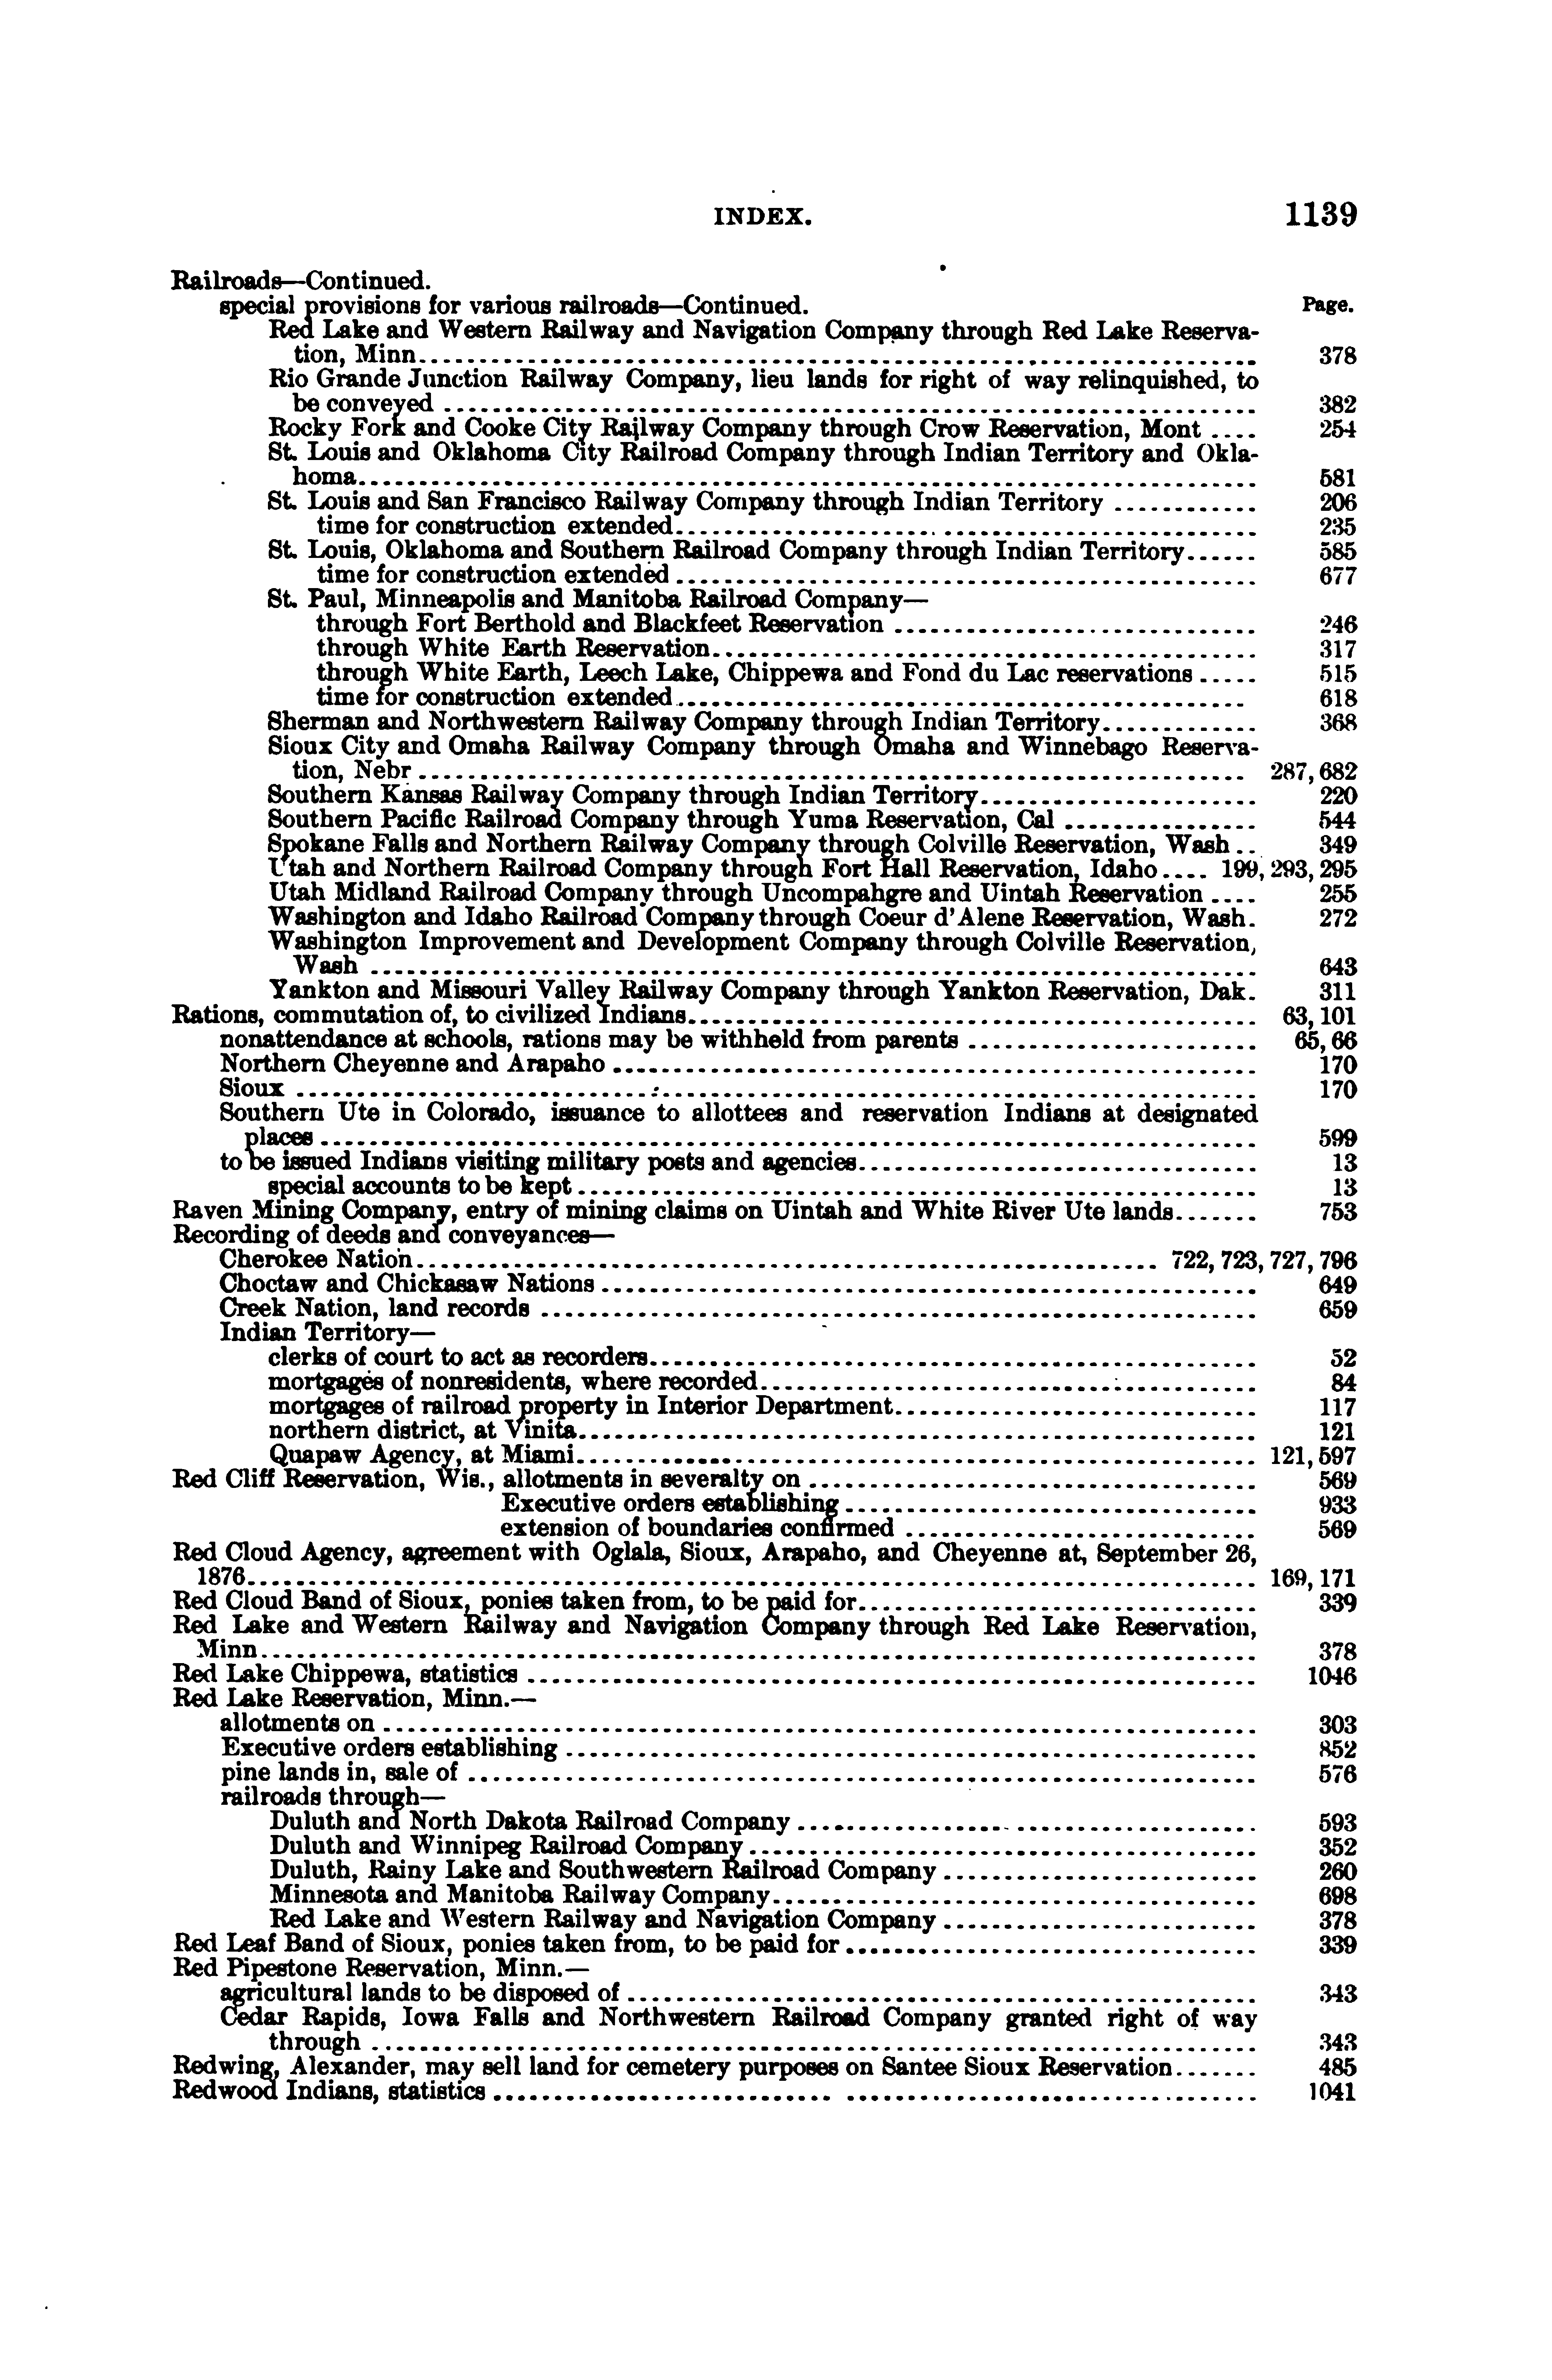 INDEX. 1139
Railroads—Continued.
special provisions for various railroads—Continued. Page.
Red Lake and Western Railway and Navigation Company through Red Lake Reserva-
tion, Minn. 378
Rio Grande Junction Railway Company, lieu lands for right of way relinquished, to
be conveyed 382
Rocky Fork and Cooke City Railway Company through Crow Reservation, Mont 254
St. Louis and Oklahoma City Railroad Company through Indian Territory and Okla-
homa 581
St. Louis and San Francisco Railway Company through Indian Territory 206
time for construction extended 235
St. Louis, Oklahoma and Southern Railroad Company through Indian Territory 585
time for construction extended 677
St. Paul, Minneapolis and Manitoba Railroad Company—
through Fort Berthold and Blackfeet Reservation 246
through White Earth Reservation 317
through White Earth, Leech Lake, Chippewa and Fond du Lac reservations 515
time for construction extended 618
Sherman and Northwestern Railway Company through Indian Territory 368
Sioux City and Omaha Railway Company through Omaha and Winnebago Reserva-
tion, Nebr 287, 682
Southern Kansas Railway Company through Indian Territory 220
Southern Pacific Railroad Company through Yuma Reservation, Cal 544
Spokane Falls and Northern Railway Company through Colville Reservation, Wash 349
Utah and Northern Railroad Company through Fort Hall Reservation, Idaho 199, 293, 295
Utah Midland Railroad Company through Uncompahgre and Uintah Reservation 255
Washington and Idaho Railroad Company through Coeur d'Alene Reservation, Wash. 272
Washington Improvement and Development Company through Colville Reservation,
Wash 643
Yankton and Missouri Valley Railway Company through Yankton Reservation, Dak. 311
Rations, commutation of, to civilized Indians 63, 101
nonattendance at schools, rations may be withheld from parents 65, 66
Northern Cheyenne and Arapaho 170
Sioux 170
Southern Ute in Colorado, issuance to allottees and reservation Indians at designated
places 599
to be issued Indians visiting military posts and agencies 13
special accounts to be kept 13
Raven Mining Company, entry of mining claims on Uintah and White River Ute lands 753
Recording of deeds and conveyances—
Cherokee Nation 722, 723, 727, 796
Choctaw and Chickasaw Nations 649
Creek Nation, land records 659
Indian Territory—
clerks of court to act as recorders 52
mortgages of nonresidents, where recorded 84
mortgages of railroad property in Interior Department 117
northern district, at Vinita 121
Quapaw Agency, at Miami 121, 597
Red Cliff Reservation, Wis., allotments in severalty on 569
Executive orders establishing 933
extension of boundaries confirmed 569
Red Cloud Agency, agreement with Oglala, Sioux, Arapaho, and Cheyenne at, September 26,
1876 169, 171
Red Cloud Band of Sioux, ponies taken from, to be paid for 339
Red Lake and Western Railway and Navigation Company through Red Lake Reservation,
Minn 378
Red Lake Chippewa, statistics 1046
Red Lake Reservation, Minn.—
allotments on 303
Executive orders establishing 852
pine lands in, sale of 576
railroads through—
Duluth and North Dakota Railroad Company 593
Duluth and Winnipeg Railroad Company 352
Duluth, Rainy Lake and Southwestern Railroad Company 260
Minnesota and Manitoba Railway Company 698
Red Lake and Western Railway and Navigation Company 378
Red Leaf Band of Sioux, ponies taken from, to be paid for 339
Red Pipestone Reservation, Minn.—
agricultural lands to be disposed of 343
Cedar Rapids, Iowa Falls and Northwestern Railroad Company granted right of way
through 343
Redwing, Alexander, may sell land for cemetery purposes on Santee Sioux Reservation 485
Redwood Indians, statistics 1041